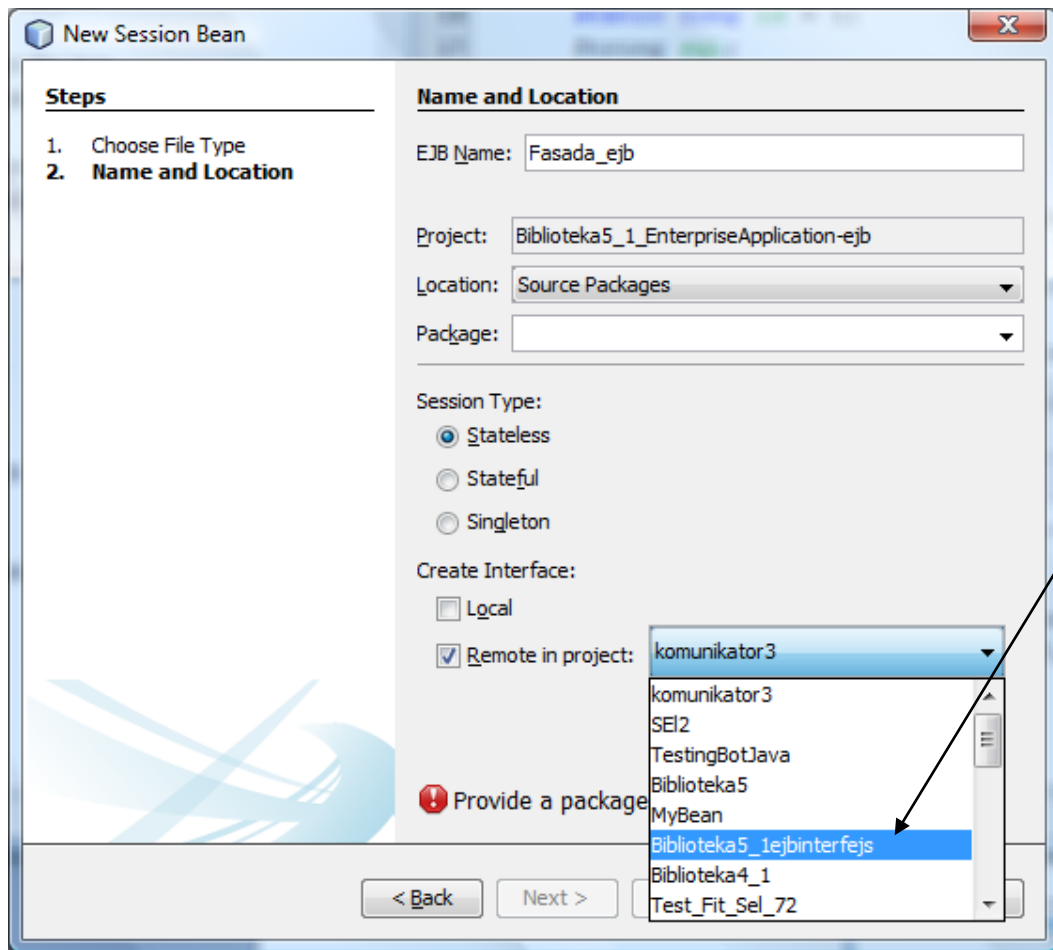 New Session Bean
Steps
1. Choose File Type
2. Name and Location
Name and Location
EJB Name: Fasada_ejb
Project: Biblioteka5_1_EnterpriseApplication-ejb
Location: Source Packages
Package:
Session Type:
Stateless
Stateful
Singleton
Create Interface:
Local
Remote in project: komunikator3
komunikator3
SEl2
TestingBotJava
Biblioteka5
MyBean
Biblioteka5_1ejbinterfejs
Biblioteka4_1
Test_Fit_Sel_72
Provide a package
< Back
Next >